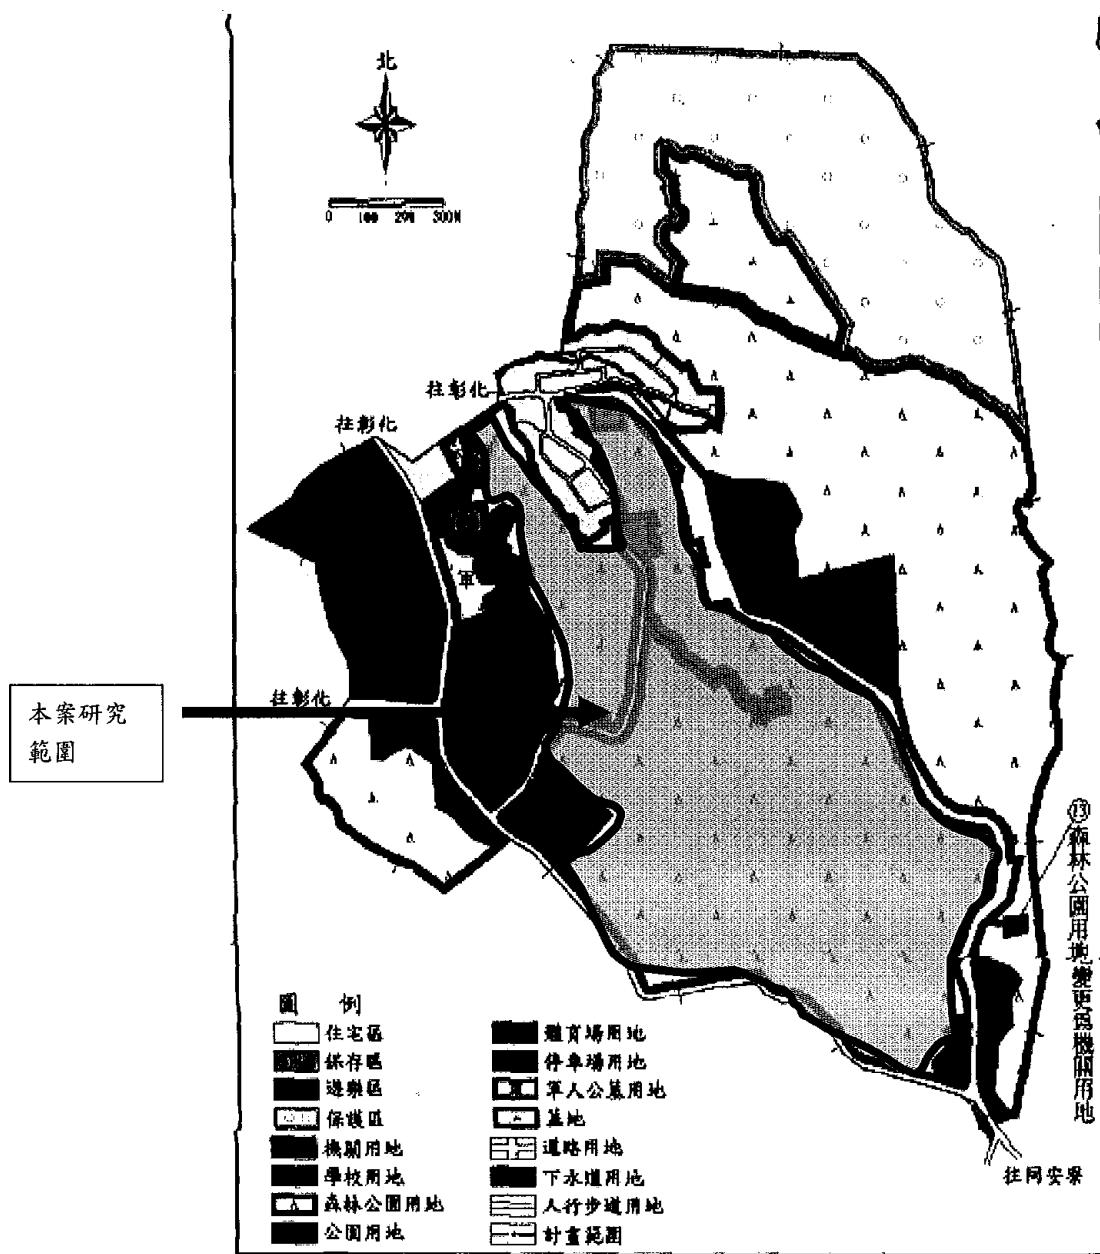 北
0 100 200 300M
往彰化
往彰化
軍
往彰化
本案研究
範圍
⑬森林公園用地變更為機關用地
圖 例
住宅區
保存區
遊樂區
保護區
機關用地
學校用地
森林公園用地
公園用地
體育場用地
停車場用地
軍人公墓用地
墓地
道路用地
下水道用地
人行步道用地
計畫範圍
往同安寮